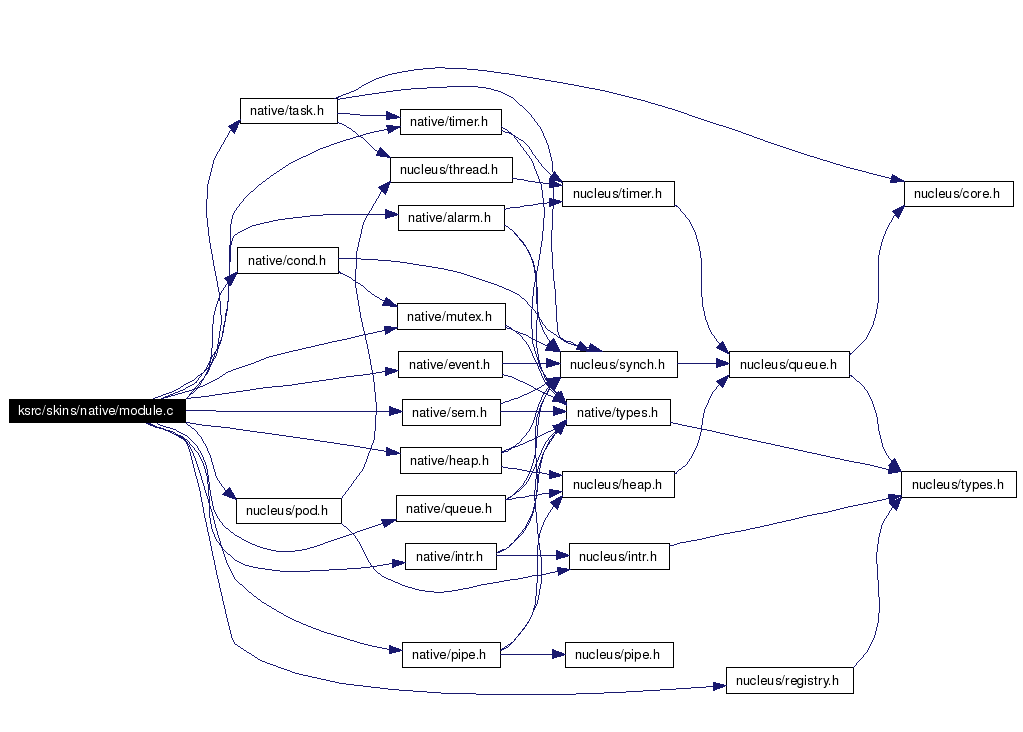 native/task.h
native/timer.h
nucleus/thread.h
nucleus/timer.h
nucleus/core.h
native/alarm.h
native/cond.h
native/mutex.h
native/event.h
nucleus/synch.h
nucleus/queue.h
ksrc/skins/native/module.c
native/sem.h
native/types.h
native/heap.h
nucleus/heap.h
nucleus/types.h
nucleus/pod.h
native/queue.h
native/intr.h
nucleus/intr.h
native/pipe.h
nucleus/pipe.h
nucleus/registry.h